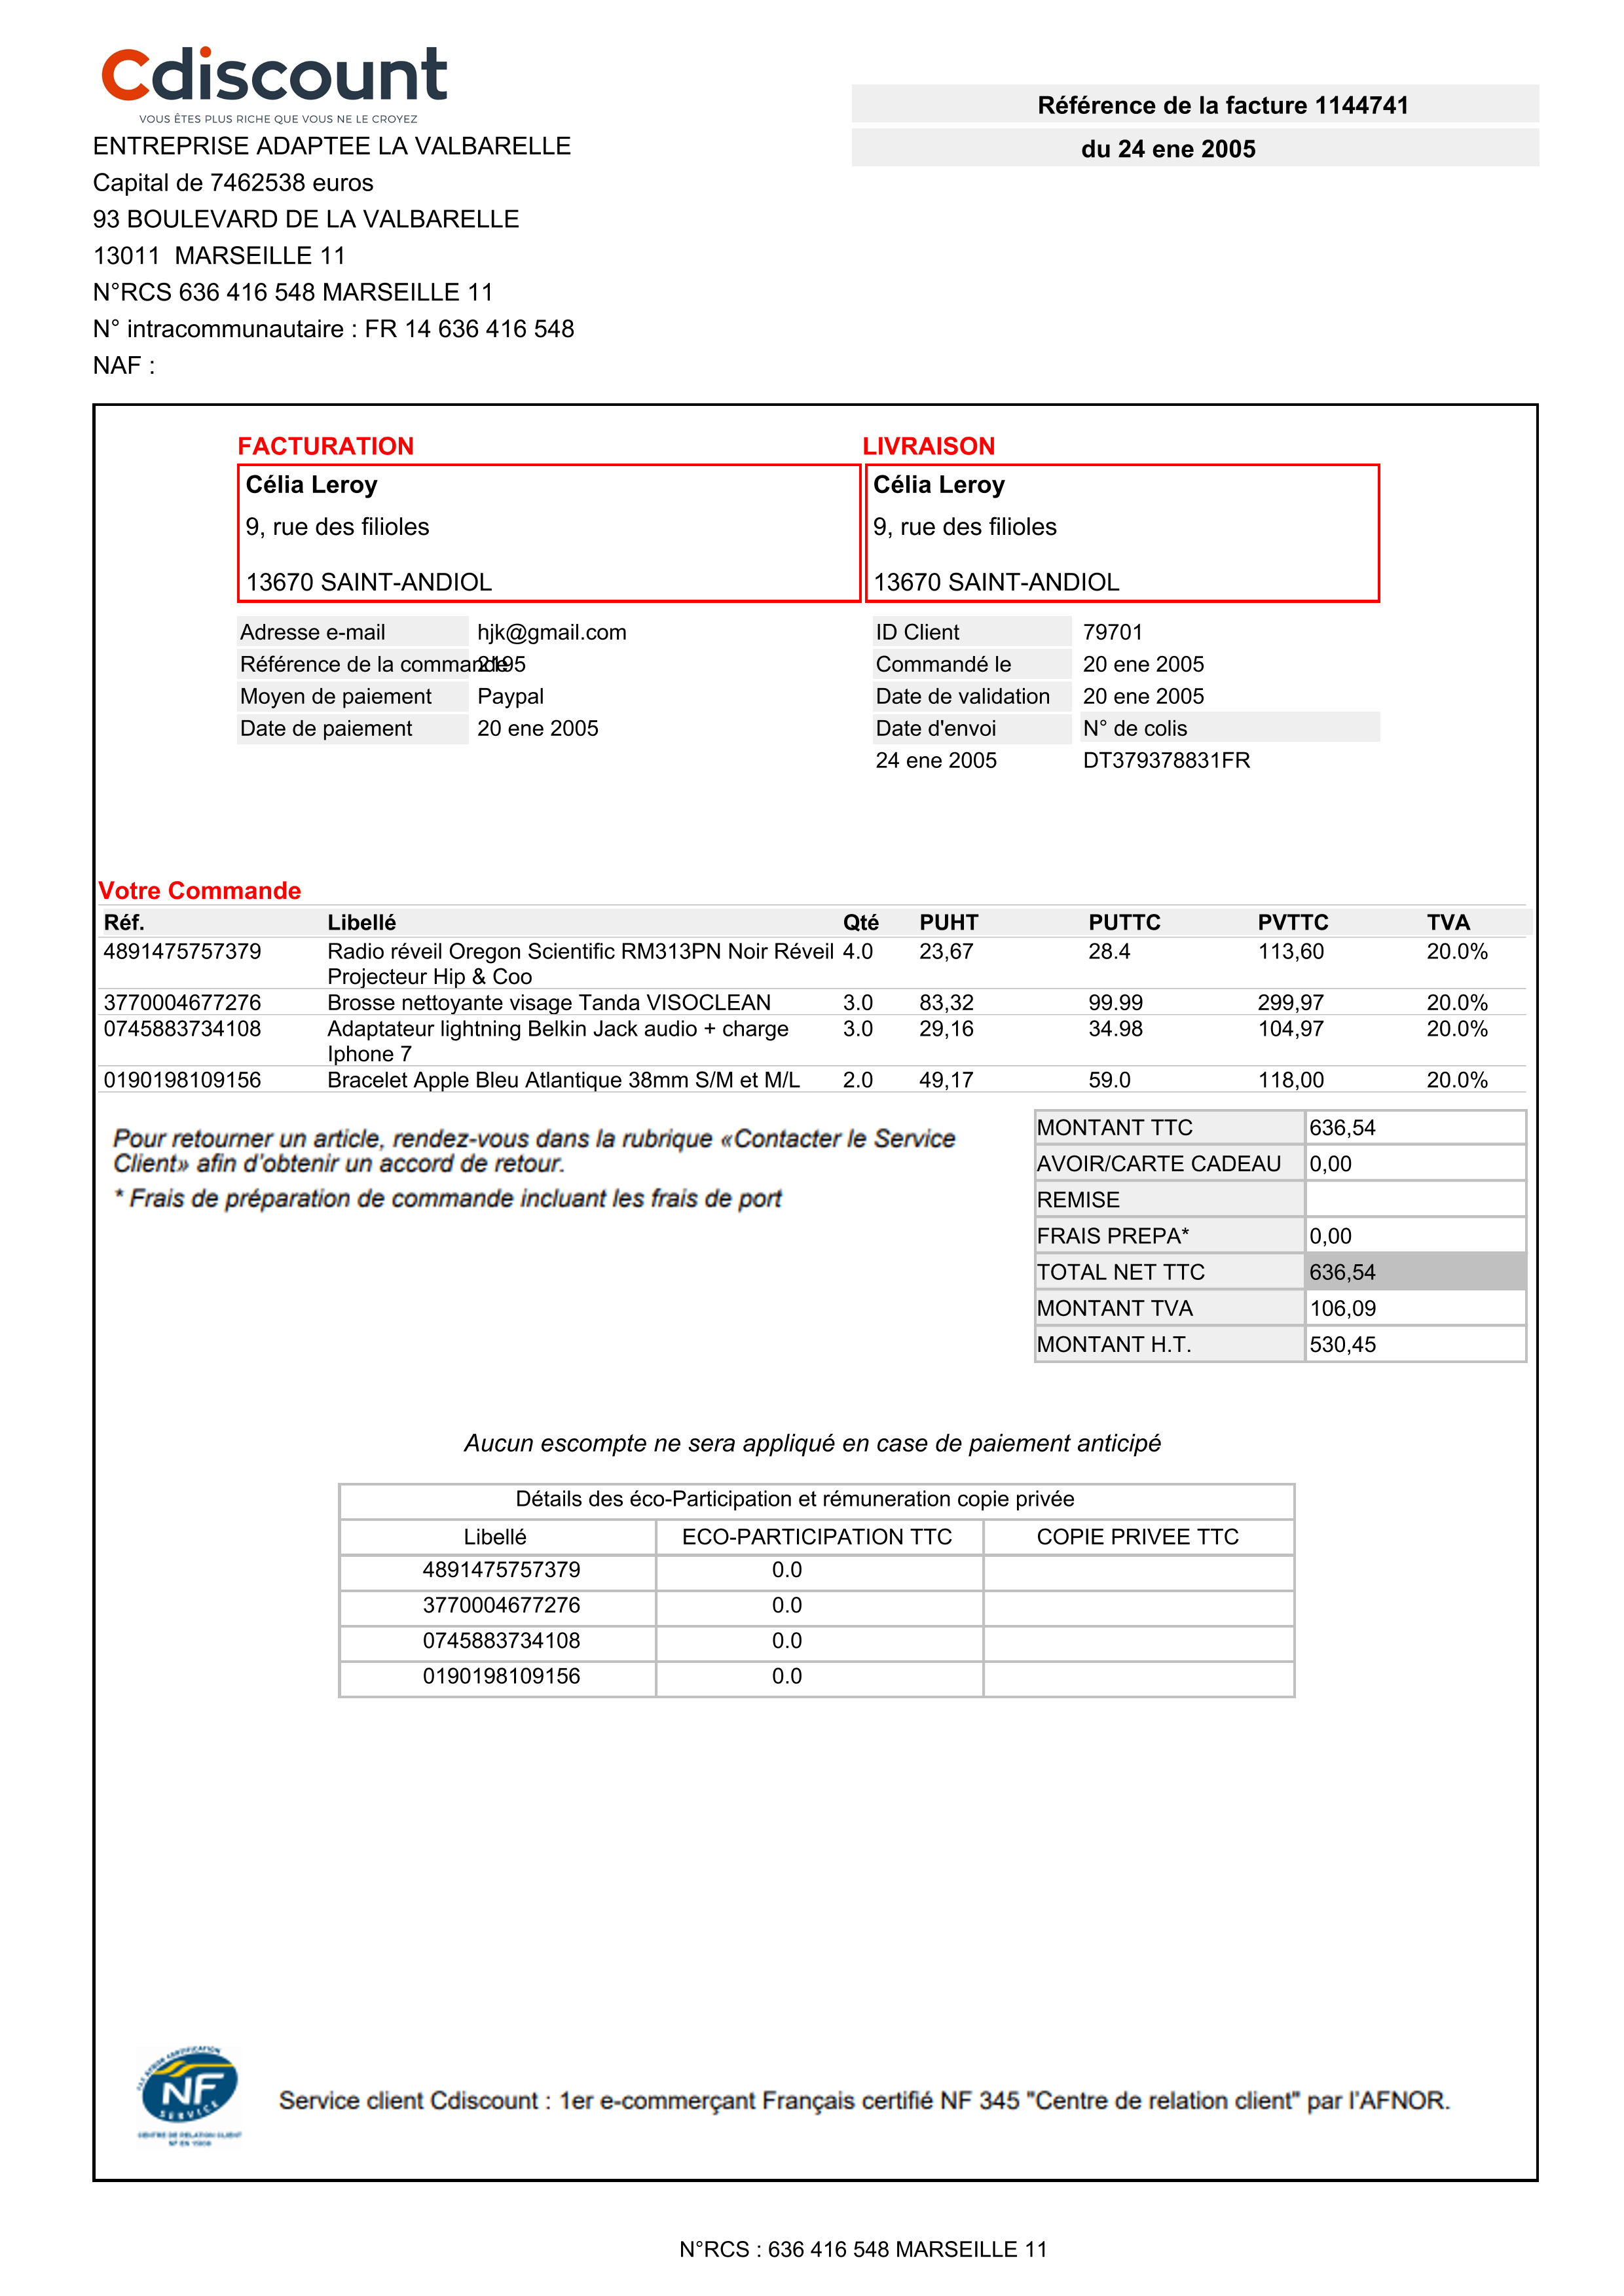 Cdiscount
VOUS ÊTES PLUS RICHE QUE VOUS NE LE CROYEZ
ENTREPRISE ADAPTEE LA VALBARELLE
Capital de 7462538 euros
93 BOULEVARD DE LA VALBARELLE
13011 MARSEILLE 11
N°RCS 636 416 548 MARSEILLE 11
N° intracommunautaire : FR 14 636 416 548
NAF :
Référence de la facture 1144741
du 24 ene 2005
FACTURATION
Célia Leroy
9, rue des filioles
13670 SAINT-ANDIOL
LIVRAISON
Célia Leroy
9, rue des filioles
13670 SAINT-ANDIOL
Adresse e-mail hjk@gmail.com
Référence de la commande 2195
Moyen de paiement Paypal
Date de paiement 20 ene 2005
ID Client 79701
Commandé le 20 ene 2005
Date de validation 20 ene 2005
Date d'envoi N° de colis
24 ene 2005 DT379378831FR
Votre Commande
Réf. Libellé Qté PUHT PUTTC PVTTC TVA
4891475757379 Radio réveil Oregon Scientific RM313PN Noir Réveil 4.0 23,67 28.4 113,60 20.0%
Projecteur Hip & Coo
3770004677276 Brosse nettoyante visage Tanda VISOCLEAN 3.0 83,32 99.99 299,97 20.0%
0745883734108 Adaptateur lightning Belkin Jack audio + charge 3.0 29,16 34.98 104,97 20.0%
Iphone 7
0190198109156 Bracelet Apple Bleu Atlantique 38mm S/M et M/L 2.0 49,17 59.0 118,00 20.0%
Pour retourner un article, rendez-vous dans la rubrique «Contacter le Service
Client» afin d'obtenir un accord de retour.
* Frais de préparation de commande incluant les frais de port
MONTANT TTC 636,54
AVOIR/CARTE CADEAU 0,00
REMISE
FRAIS PREPA* 0,00
TOTAL NET TTC 636,54
MONTANT TVA 106,09
MONTANT H.T. 530,45
Aucun escompte ne sera appliqué en case de paiement anticipé
Détails des éco-Participation et rémuneration copie privée
Libellé ECO-PARTICIPATION TTC COPIE PRIVEE TTC
4891475757379 0.0
3770004677276 0.0
0745883734108 0.0
0190198109156 0.0
NF
SERVICE
CENTRE DE RELATION CLIENT
Service client Cdiscount : 1er e-commerçant Français certifié NF 345 "Centre de relation client" par l'AFNOR.
N°RCS : 636 416 548 MARSEILLE 11